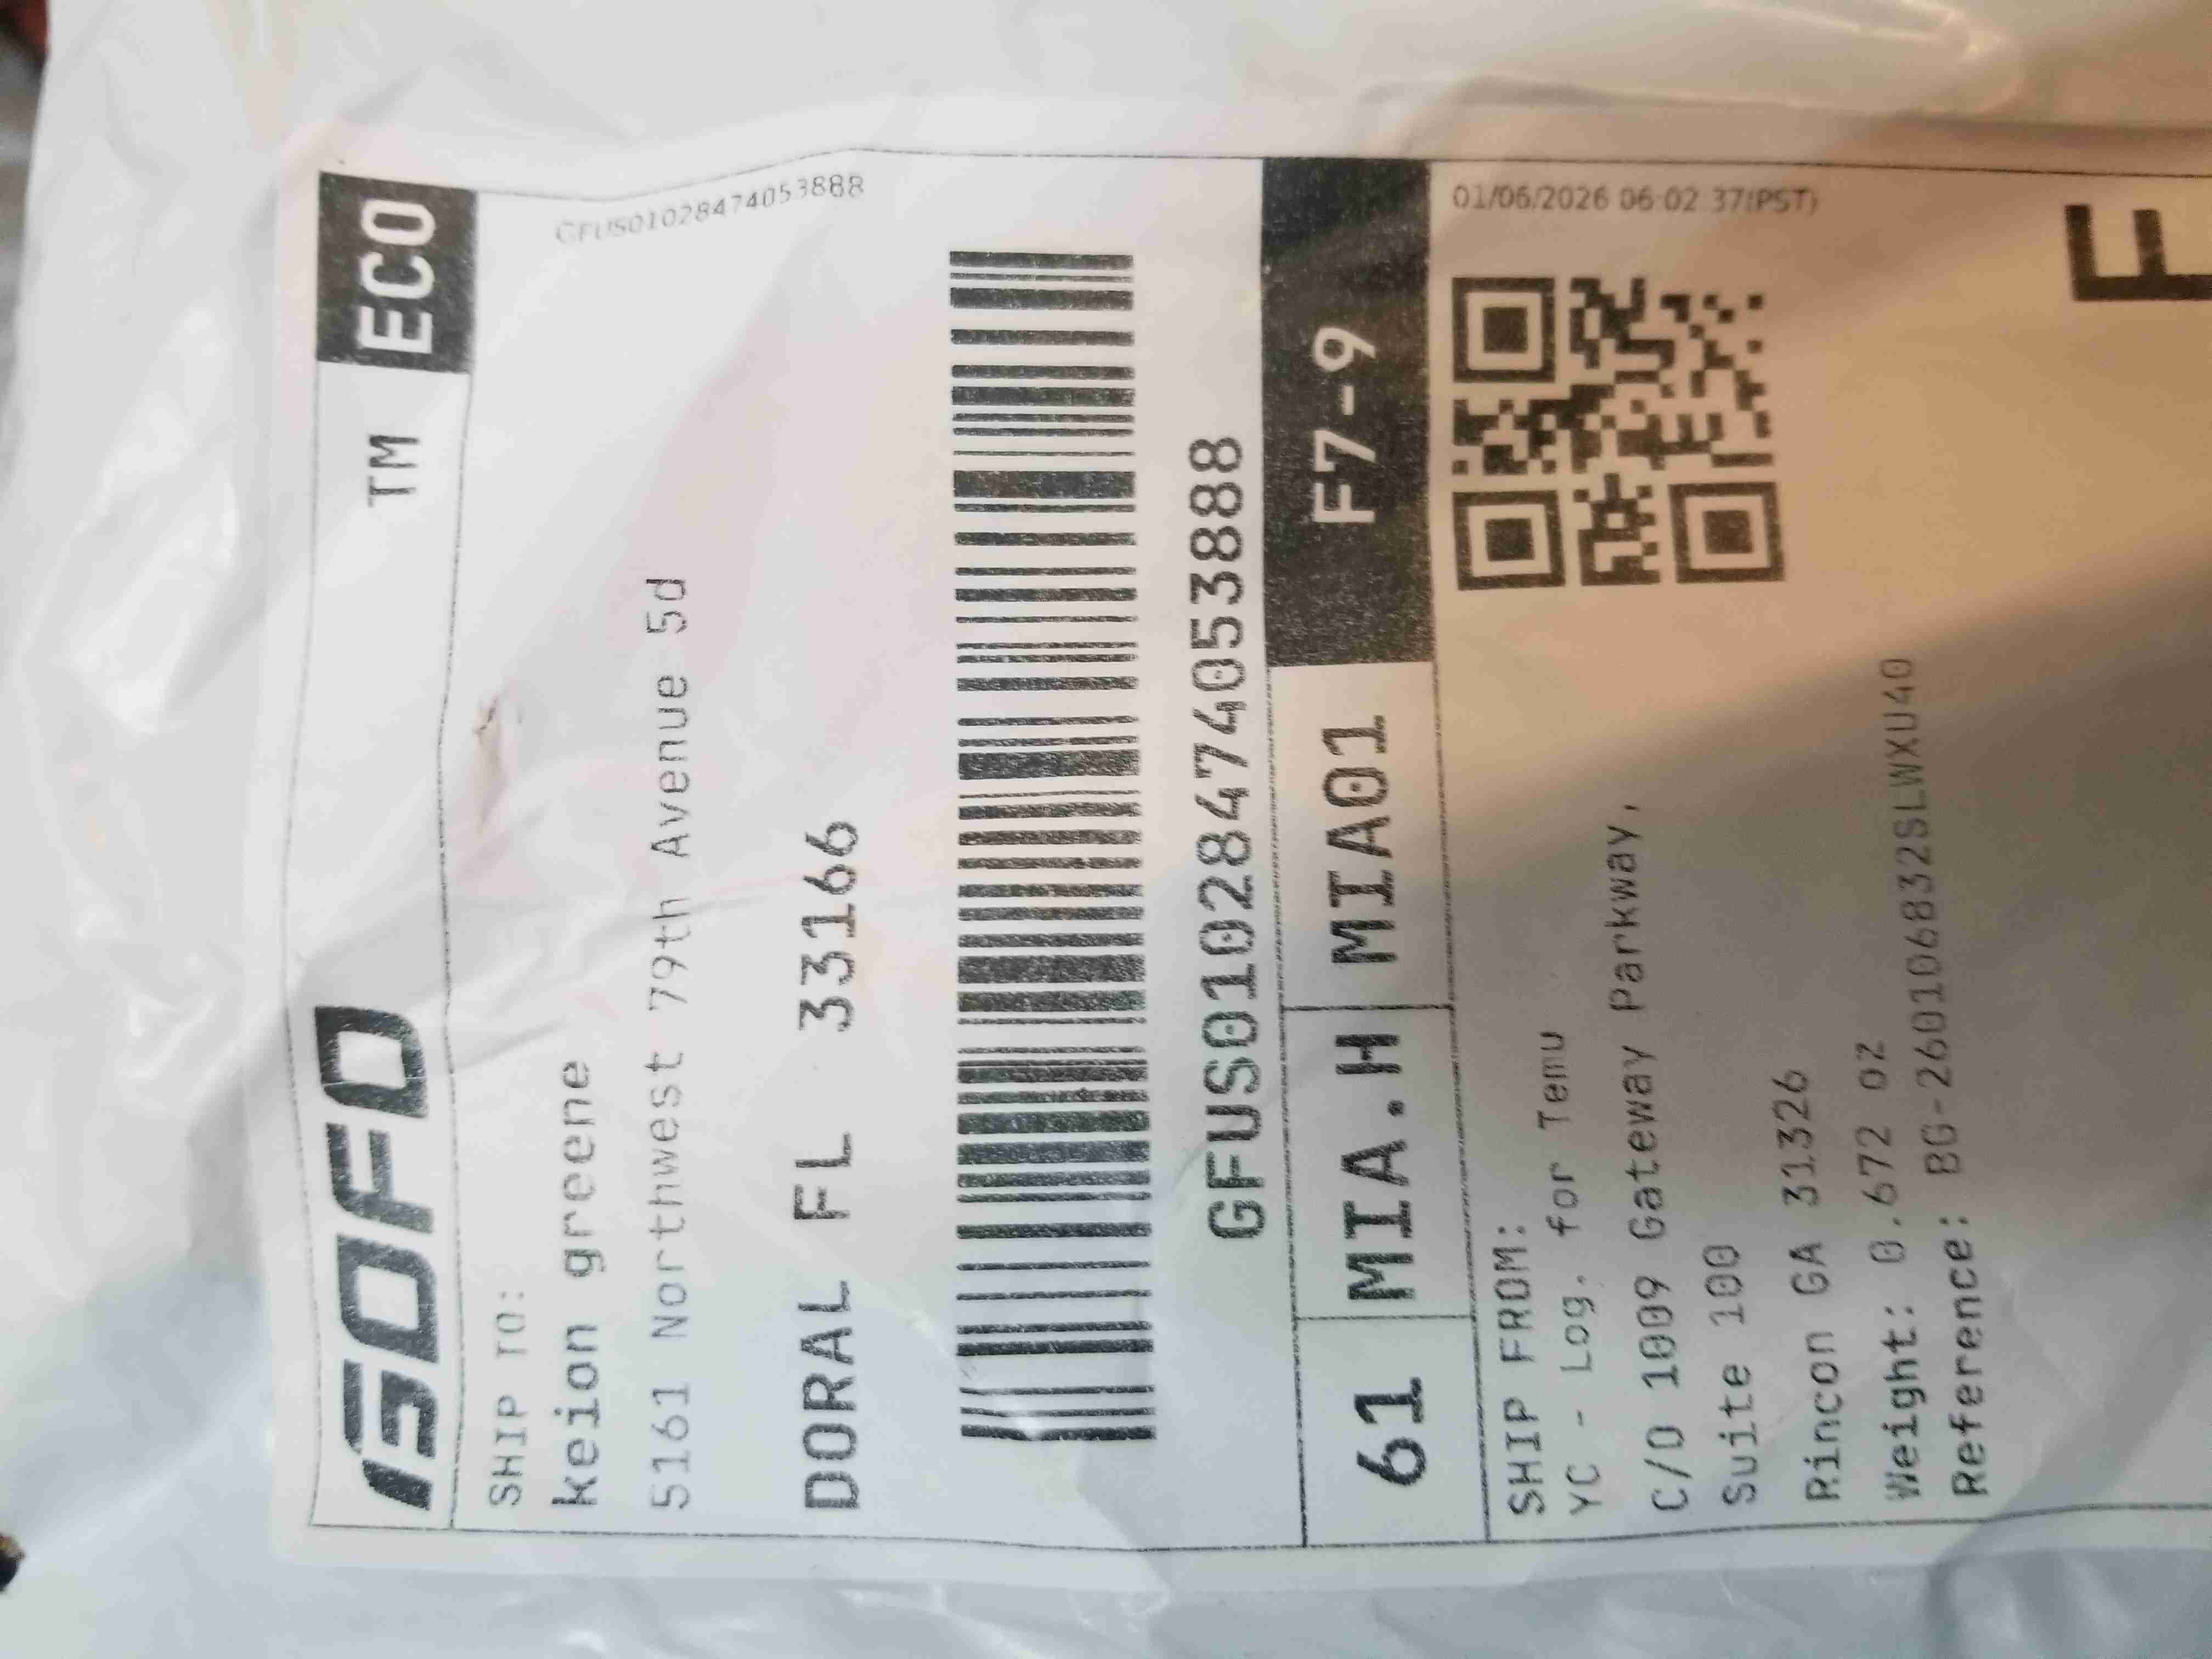 GOFO TM ECO
SHIP TO:
GFUS01028474053888
keion greene
5161 Northwest 79th Avenue 5d
DORAL FL 33166
GFUS01028474053888
61 MIA.H MIA01 F7-9
01/06/2026 06:02:37(PST)
SHIP FROM:
YC - Log. for Temu
C/O 1009 Gateway Parkway,
Suite 100
Rincon GA 31326
Weight: 0.672 oz
Reference: BG-260106832SLWXU40